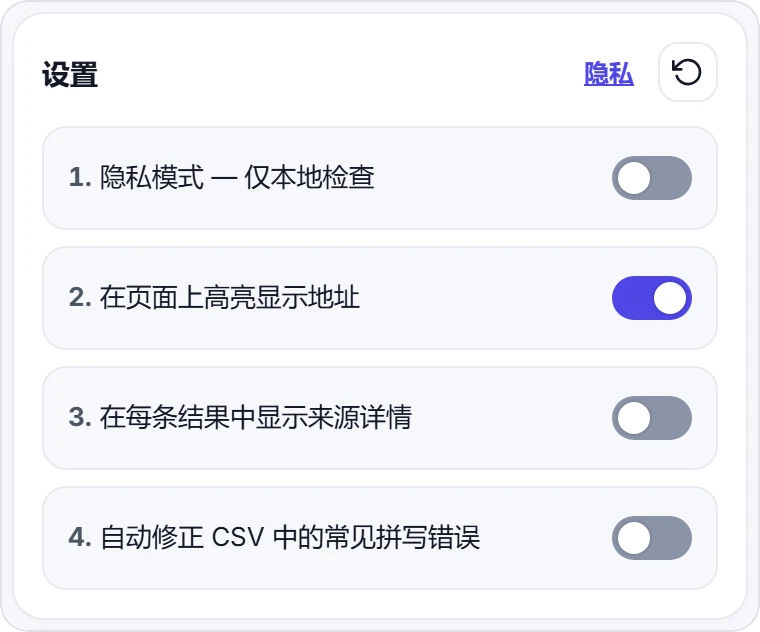 设置
隐私
1. 隐私模式 — 仅本地检查
2. 在页面上高亮显示地址
3. 在每条结果中显示来源详情
4. 自动修正 CSV 中的常见拼写错误